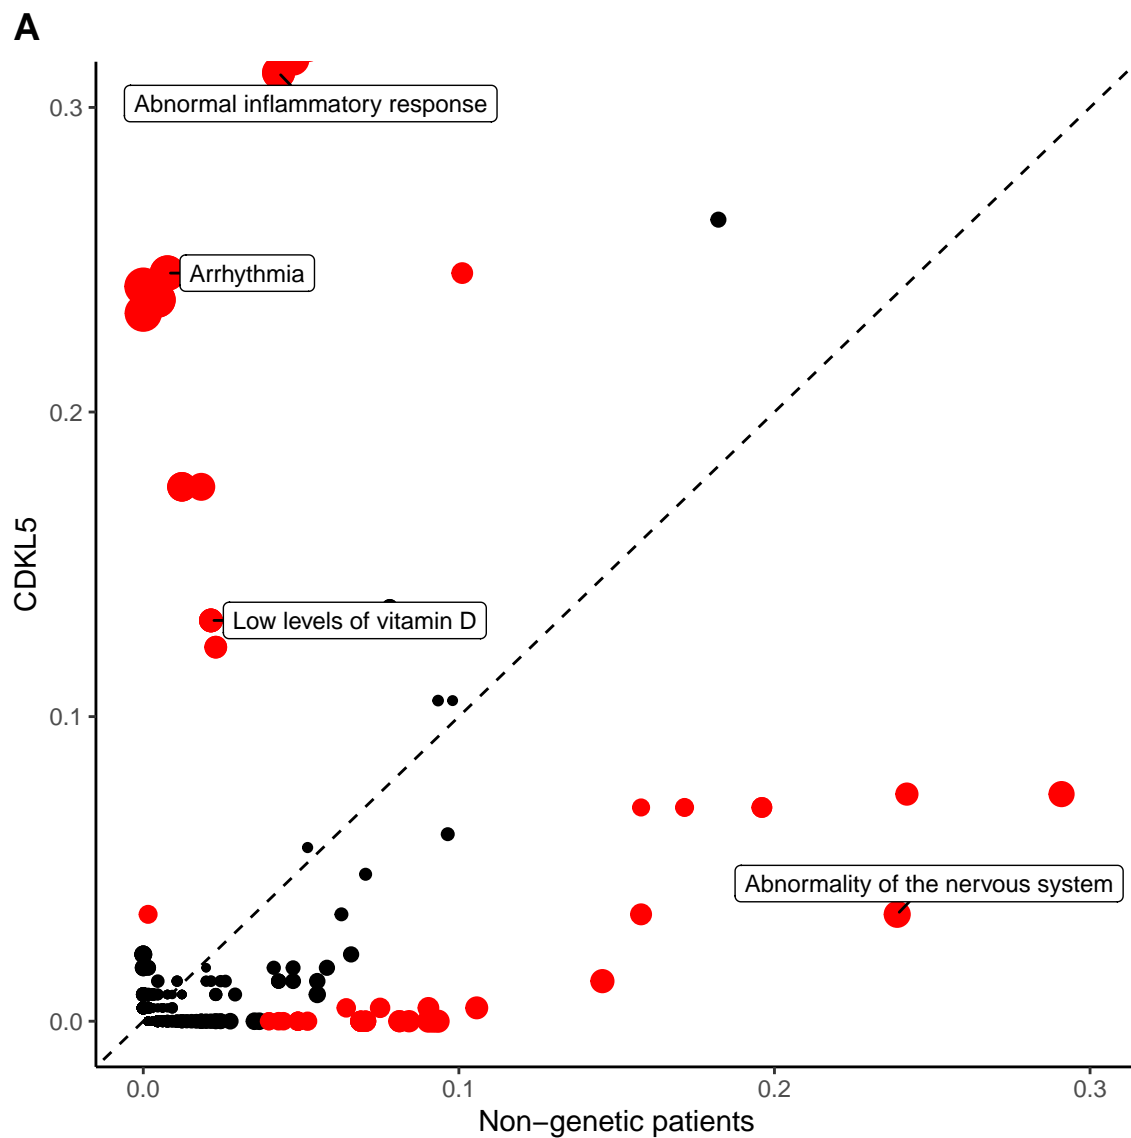 A
Abnormal inflammatory response
0.3
Arrhythmia
0.2
Low levels of vitamin D
0.1
Abnormality of the nervous system
0.0
CDKL5
0.0
0.1
0.2
0.3
Non−genetic patients